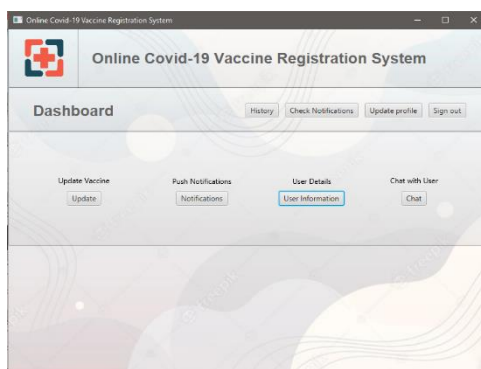 Online Covid-19 Vaccine Registration System
Online Covid-19 Vaccine Registration System
Dashboard
History Check Notifications Update profile Sign out
Update Vaccine Push Notifications User Details Chat with User
Update Notifications User Information Chat